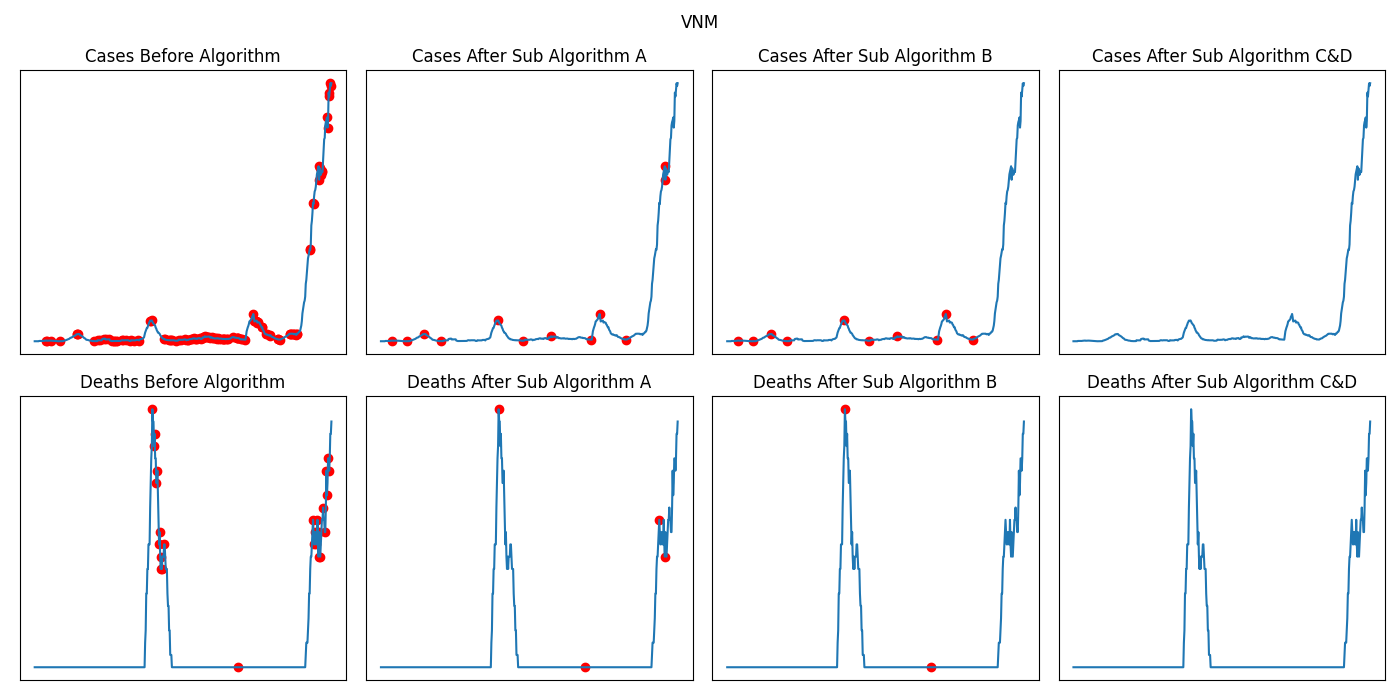 VNM
Cases Before Algorithm
Cases After Sub Algorithm A
Cases After Sub Algorithm B
Cases After Sub Algorithm C&D
Deaths Before Algorithm
Deaths After Sub Algorithm A
Deaths After Sub Algorithm B
Deaths After Sub Algorithm C&D